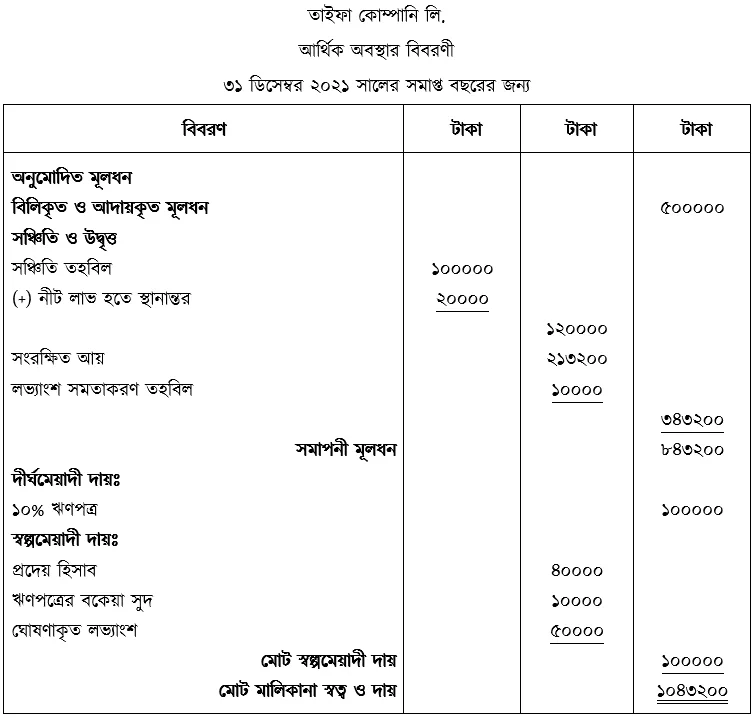 তাইফা কোম্পানি লি.
আর্থিক অবস্থার বিবরণী
৩১ ডিসেম্বর ২০২১ সালের সমাপ্ত বছরের জন্য
বিবরণ টাকা টাকা টাকা
অনুমোদিত মূলধন
বিলিকৃত ও আদায়কৃত মূলধন ৫০০০০০
সঞ্চিতি ও উদ্বৃত্ত
সঞ্চিতি তহবিল ১০০০০০
(+) নীট লাভ হতে স্থানান্তর ২০০০০
১২০০০০
সংরক্ষিত আয় ২১৩২০০
লভ্যাংশ সমতাকরণ তহবিল ১০০০০
৩৪৩২০০
সমাপনী মূলধন ৮৪৩২০০
দীর্ঘমেয়াদী দায়ঃ
১০% ঋণপত্র ১০০০০০
স্বল্পমেয়াদী দায়ঃ
প্রদেয় হিসাব ৪০০০০
ঋণপত্রের বকেয়া সুদ ১০০০০
ঘোষণাকৃত লভ্যাংশ ৫০০০০
মোট স্বল্পমেয়াদী দায় ১০০০০০
মোট মালিকানা স্বত্ব ও দায় ১০৪৩২০০